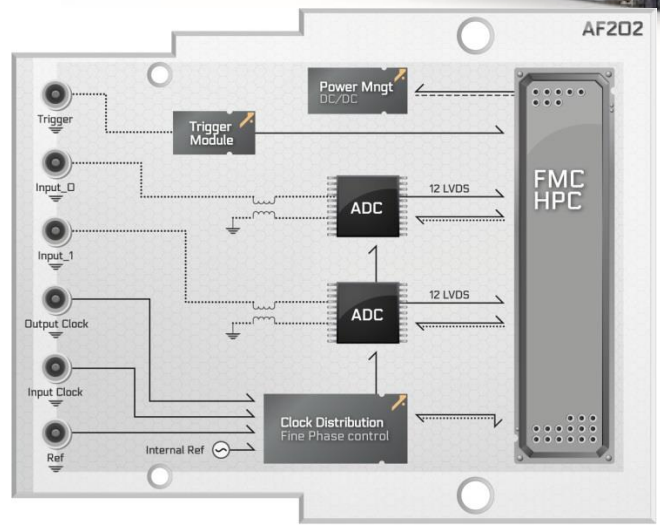 AF202
Power Mngt
DC/DC
Trigger
Trigger
Module
FMC
HPC
Input_0
12 LVDS
ADC
Input_1
12 LVDS
ADC
Output Clock
Input Clock
Clock Distribution
Fine Phase control
Internal Ref
Ref